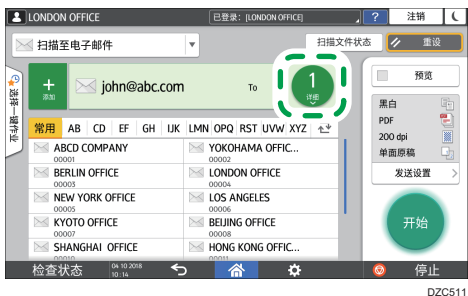 LONDON OFFICE
已登录：[LONDON OFFICE]
?
注销
扫描至电子邮件
扫描文件状态
重设
选择一键作业
+
添加
john@abc.com
To
1
详细
预览
黑白
PDF
200 dpi
单面原稿
发送设置
开始
常用 AB CD EF GH IJK LMN OPQ RST UVW XYZ
ABCD COMPANY
00001
YOKOHAMA OFFIC...
00002
BERLIN OFFICE
00003
LONDON OFFICE
00004
NEW YORK OFFICE
00005
LOS ANGELES
00006
KYOTO OFFICE
00007
BEIJING OFFICE
00008
SHANGHAI OFFICE
00010
HONG KONG OFFIC...
00011
检查状态
04 10 2018
10:14
停止
DZC511